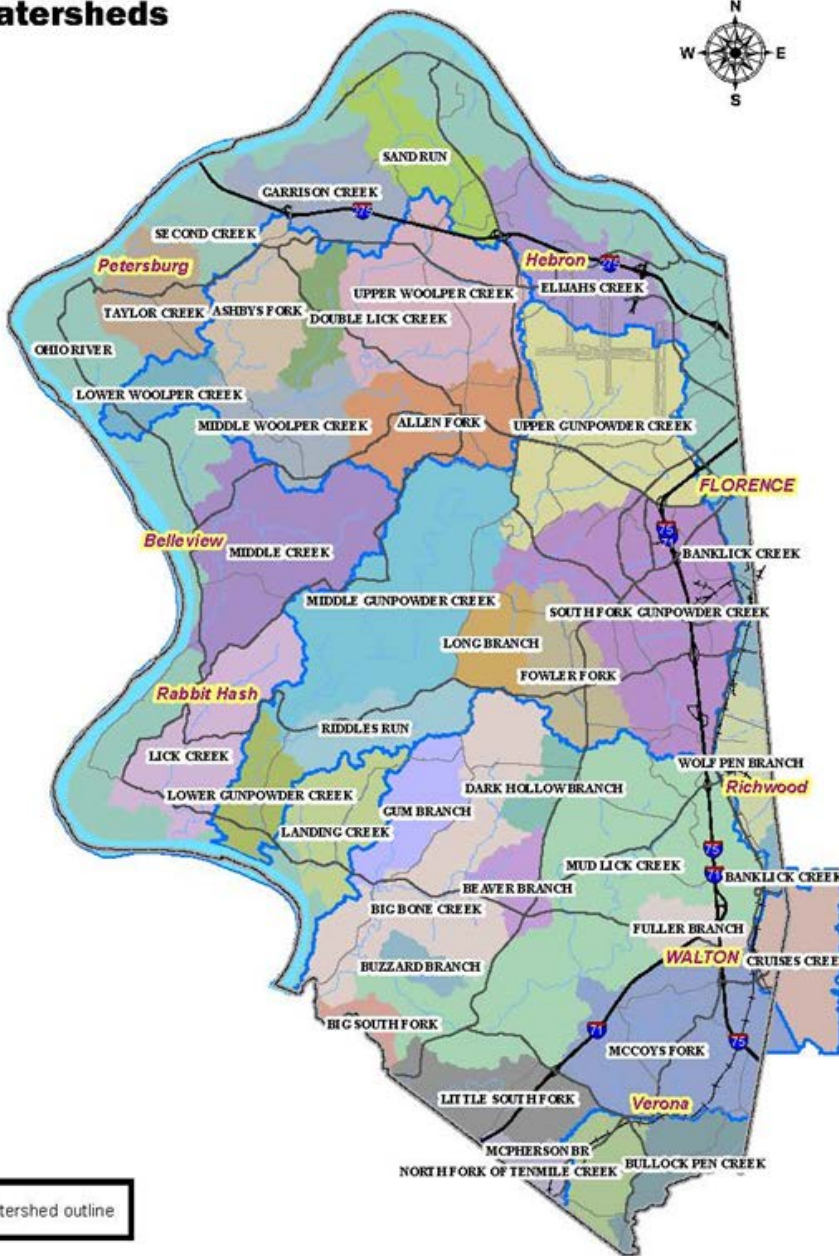 atersheds
N
W E
S
SAND RUN
GARRISON CREEK
275
SECOND CREEK
Petersburg
Hebron
275
ELIJAHS CREEK
UPPER WOOLPER CREEK
TAYLOR CREEK
ASHBYS FORK
DOUBLE LICK CREEK
OHIO RIVER
LOWER WOOLPER CREEK
MIDDLE WOOLPER CREEK
ALLEN FORK
UPPER GUNPOWDER CREEK
FLORENCE
75
71
Belleview
MIDDLE CREEK
BANKLICK CREEK
MIDDLE GUNPOWDER CREEK
SOUTH FORK GUNPOWDER CREEK
LONG BRANCH
FOWLER FORK
Rabbit Hash
RIDDLES RUN
LICK CREEK
WOLF PEN BRANCH
Richwood
DARK HOLLOW BRANCH
LOWER GUNPOWDER CREEK
GUM BRANCH
LANDING CREEK
75
71
MUD LICK CREEK
BANKLICK CREEK
BEAVER BRANCH
BIG BONE CREEK
FULLER BRANCH
WALTON
CRUISES CREE
BUZZARD BRANCH
BIG SOUTH FORK
71
75
MCCOYS FORK
LITTLE SOUTH FORK
Verona
MCPHERSON BR
NORTH FORK OF TENMILE CREEK
BULLOCK PEN CREEK
tershed outline